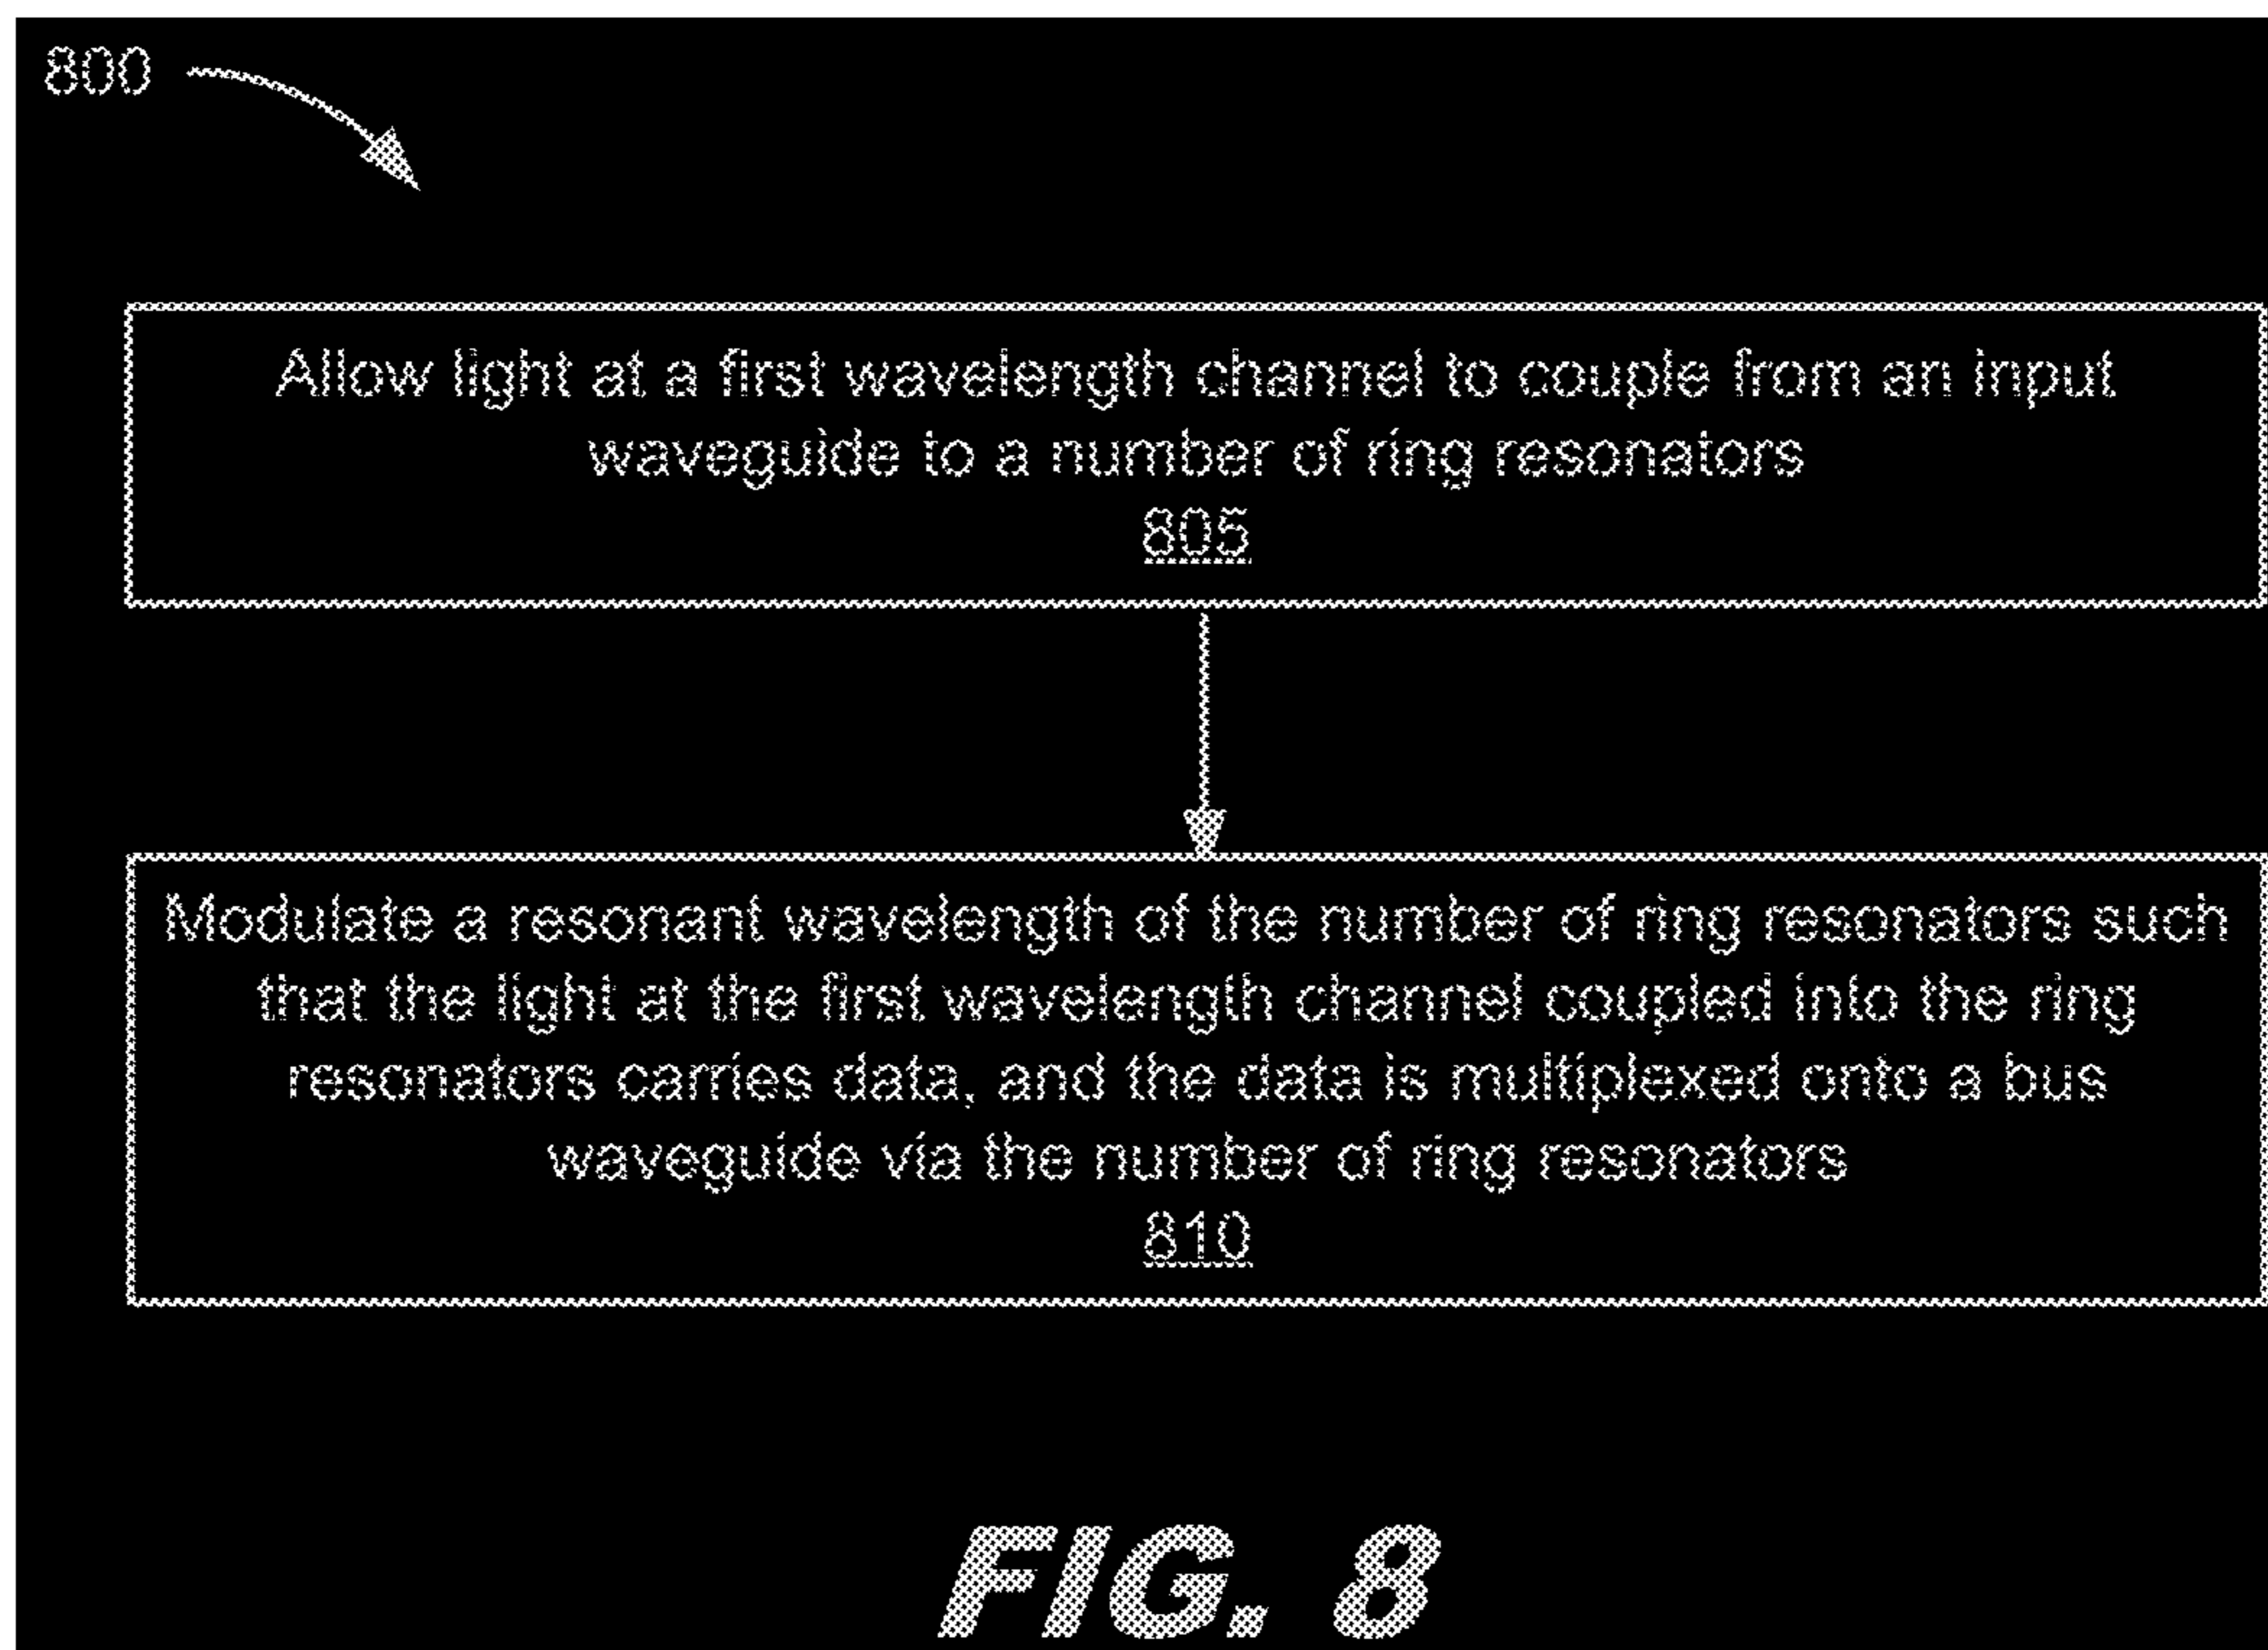 800
Allow light at a first wavelength channel to couple from an input
waveguide to a number of ring resonators
805
Modulate a resonant wavelength of the number of ring resonators such
that the light at the first wavelength channel coupled into the ring
resonators carries data, and the data is multiplexed onto a bus
waveguide via the number of ring resonators
810
FIG. 8